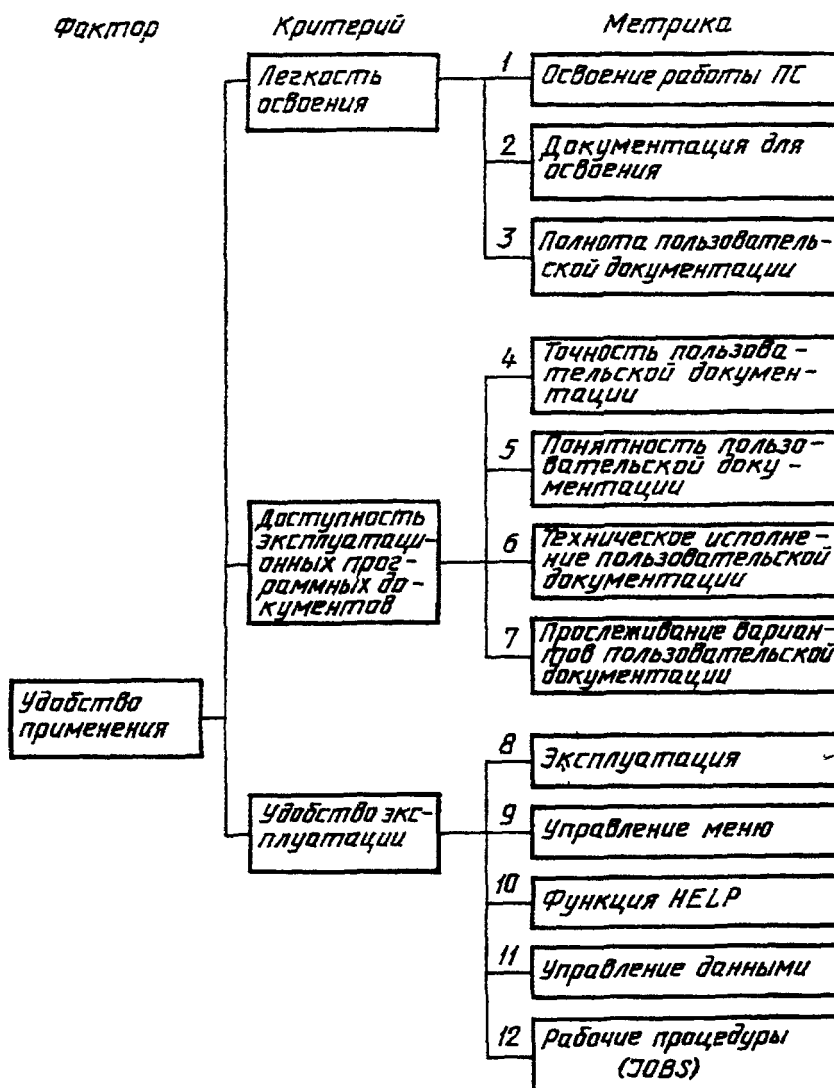 Фактор Критерий Метрика
Легкость
освоения
1 Освоение работы ПС
2 Документация для
освоения
3 Полнота пользователь-
ской документации
4 Точность пользова-
тельской докумен-
тации
5 Понятность пользо-
вательской доку-
ментации
Доступность
эксплуатаци-
онных прог-
раммных до-
кументов
6 Техническое исполне-
ние пользовательской
документации
7 Прослеживание вариан-
тов пользовательской
документации
Удобство
применения
8 Эксплуатация
Удобство экс-
плуатации
9 Управление меню
10 Функция HELP
11 Управление данными
12 Рабочие процедуры
(JOBS)